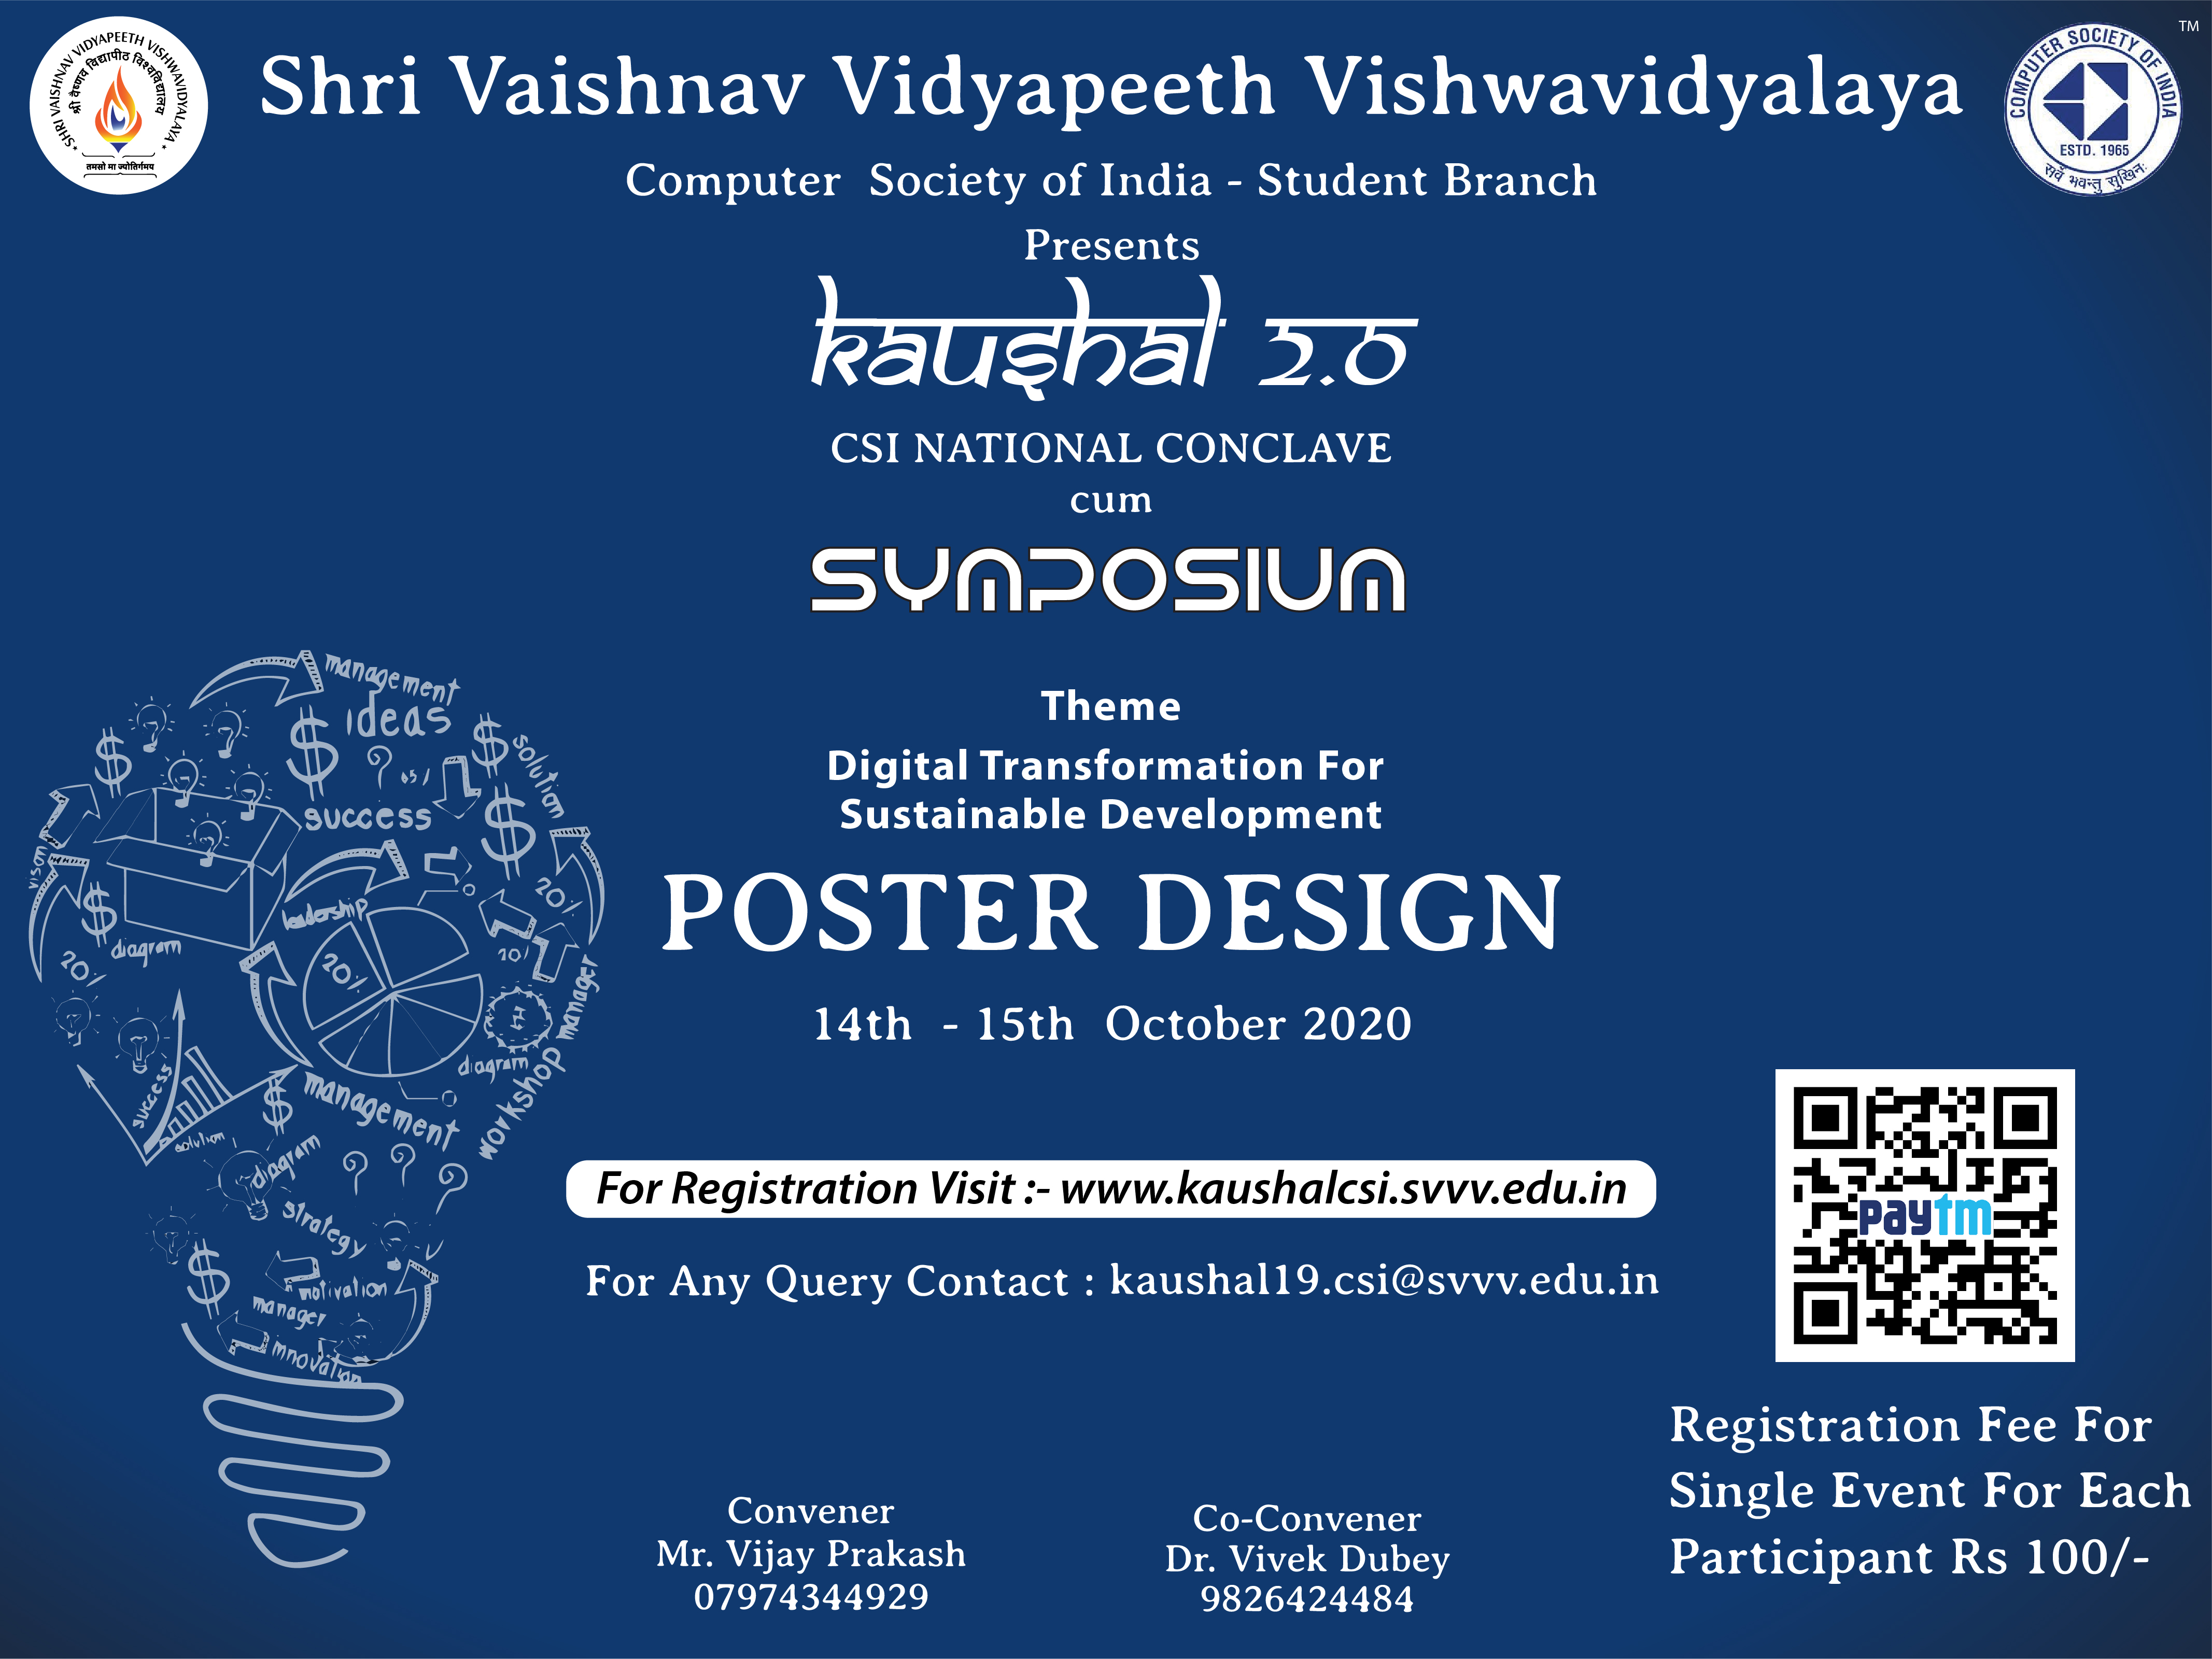 SHRI VAISHNAV VIDYAPEETH VISHWAVIDYALAYA
श्री वैष्णव विद्यापीठ विश्वविद्यालय
तमसो मा ज्योतिर्गमय
Shri Vaishnav Vidyapeeth Vishwavidyalaya
COMPUTER SOCIETY OF INDIA
ESTD. 1965
सर्वे भवन्तु सुखिनः
TM
Computer Society of India - Student Branch
Presents
kaushal 2.0
CSI NATIONAL CONCLAVE
cum
SYMPOSIUM
Theme
Digital Transformation For
Sustainable Development
POSTER DESIGN
14th - 15th October 2020
For Registration Visit :- www.kaushalcsi.svvv.edu.in
For Any Query Contact : kaushal19.csi@svvv.edu.in
paytm
Registration Fee For
Single Event For Each
Participant Rs 100/-
Convener
Mr. Vijay Prakash
07974344929
Co-Convener
Dr. Vivek Dubey
9826424484
management
ideas
$
$
solution
$
?
success
$
vison
leadership
20%
$
diagram
20%
20%
10%
manager
diagram
workshop
success
solution
$
management
diagram
? ? ?
strategy
$
motivation
manager
innovation